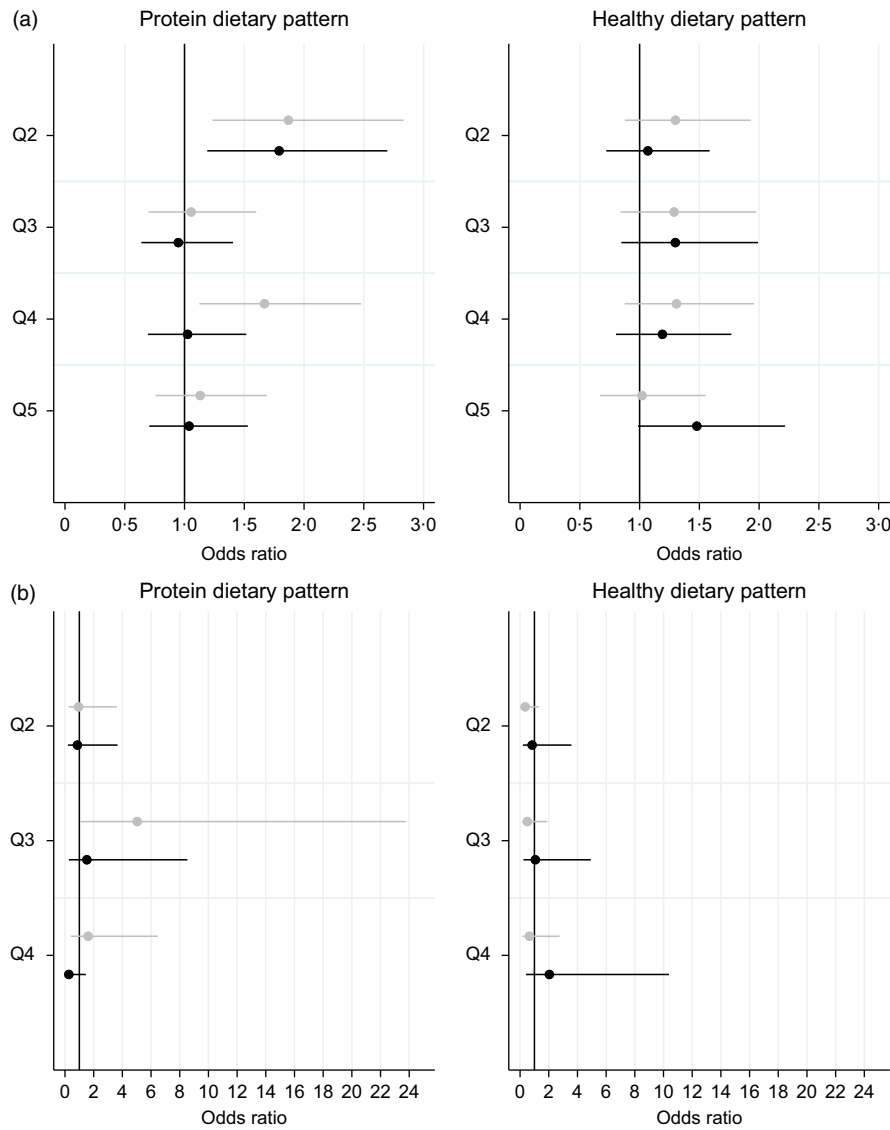 (a)
Protein dietary pattern
Healthy dietary pattern
Q2
Q3
Q4
Q5
0 0·5 1·0 1·5 2·0 2·5 3·0
Odds ratio
Q2
Q3
Q4
Q5
0 0·5 1·0 1·5 2·0 2·5 3·0
Odds ratio
(b)
Protein dietary pattern
Healthy dietary pattern
Q2
Q3
Q4
0 2 4 6 8 10 12 14 16 18 20 22 24
Odds ratio
Q2
Q3
Q4
0 2 4 6 8 10 12 14 16 18 20 22 24
Odds ratio